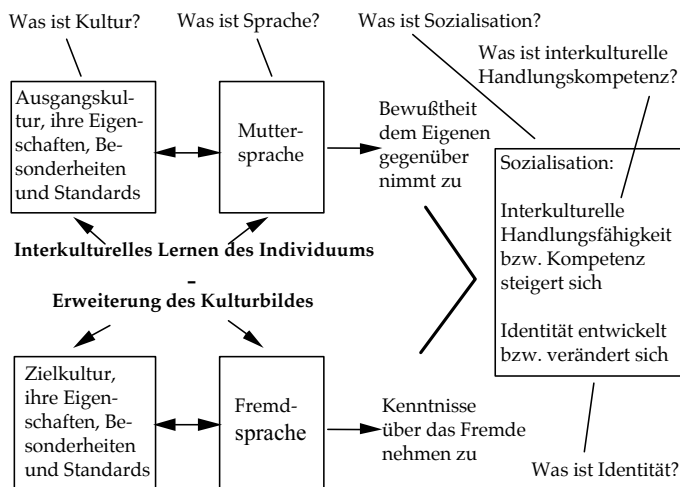 Was ist Kultur?
Was ist Sprache?
Was ist Sozialisation?
Was ist interkulturelle
Handlungskompetenz?
Ausgangskul-
tur, ihre Eigen-
schaften, Be-
sonderheiten
und Standards
Mutter-
sprache
Bewußtheit
dem Eigenen
gegenüber
nimmt zu
Sozialisation:
Interkulturelle
Handlungsfähigkeit
bzw. Kompetenz
steigert sich
Identität entwickelt
bzw. verändert sich
Interkulturelles Lernen des Individuums
–
Erweiterung des Kulturbildes
Zielkultur,
ihre Eigen-
schaften, Be-
sonderheiten
und Standards
Fremd-
sprache
Kenntnisse
über das Fremde
nehmen zu
Was ist Identität?